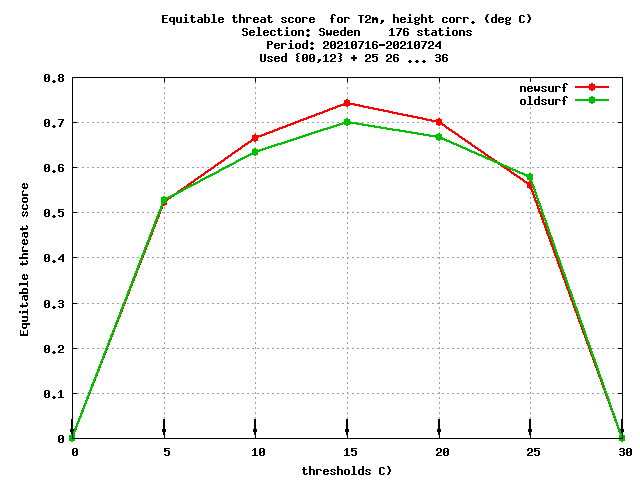 Equitable threat score  for T2m, height corr. (deg C)
Selection: Sweden    176 stations
Period: 20210716-20210724
Used {00,12} + 25 26 ... 36
newsurf
oldsurf
Equitable threat score
0.8
0.7
0.6
0.5
0.4
0.3
0.2
0.1
0
0 5 10 15 20 25 30
thresholds C)